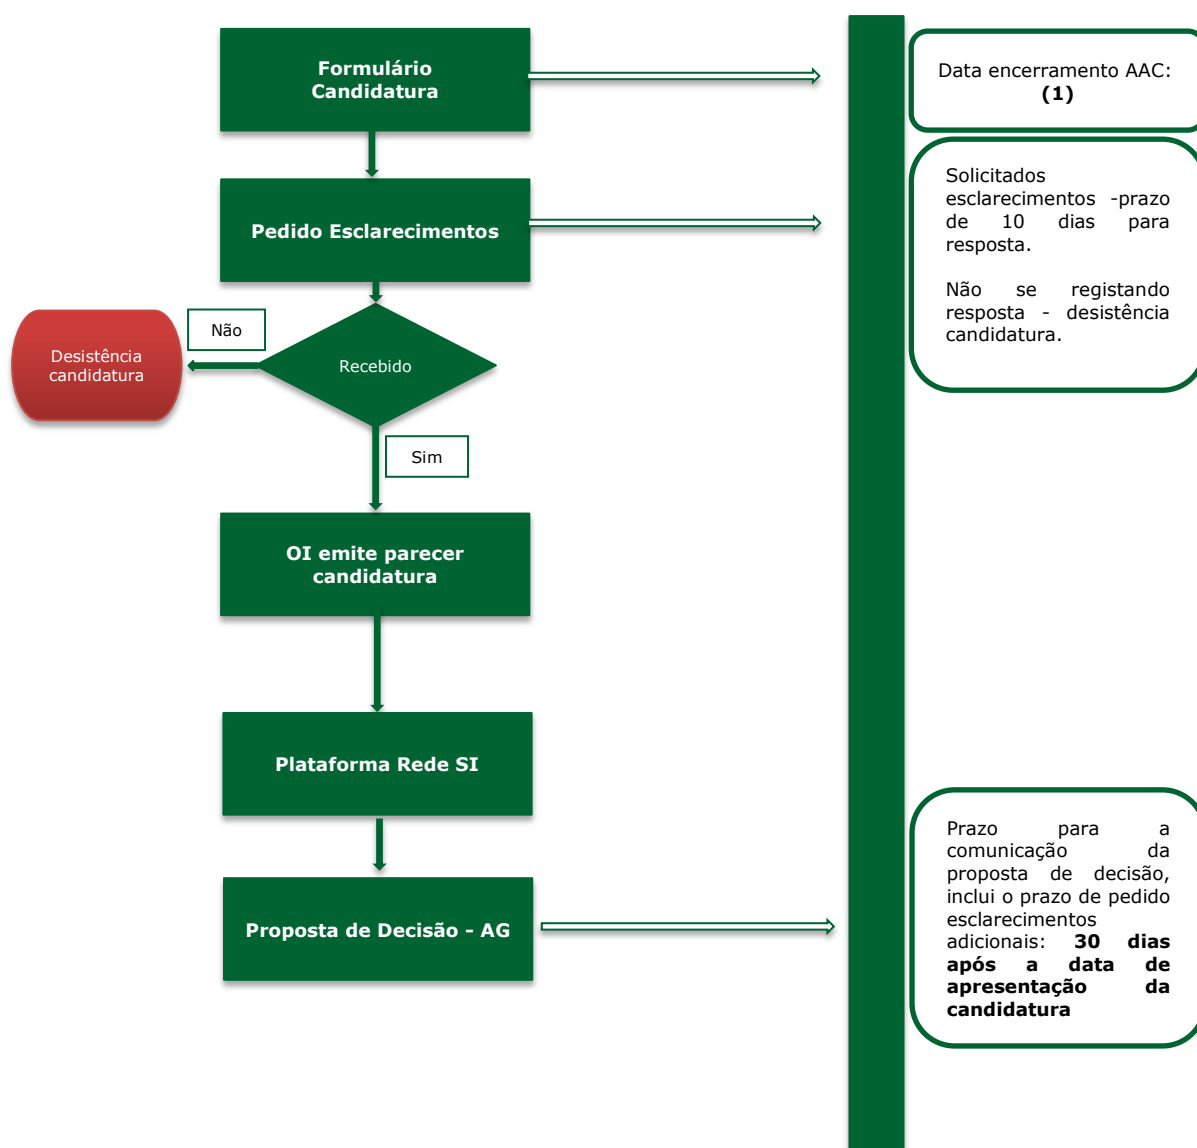 Formulário
Candidatura
Data encerramento AAC:
(1)
Pedido Esclarecimentos
Solicitados
esclarecimentos -prazo
de 10 dias para
resposta.
Não se registando
resposta - desistência
candidatura.
Não
Desistência
candidatura
Recebido
Sim
OI emite parecer
candidatura
Plataforma Rede SI
Proposta de Decisão - AG
Prazo para a
comunicação da
proposta de decisão,
inclui o prazo de pedido
esclarecimentos
adicionais: 30 dias
após a data de
apresentação da
candidatura